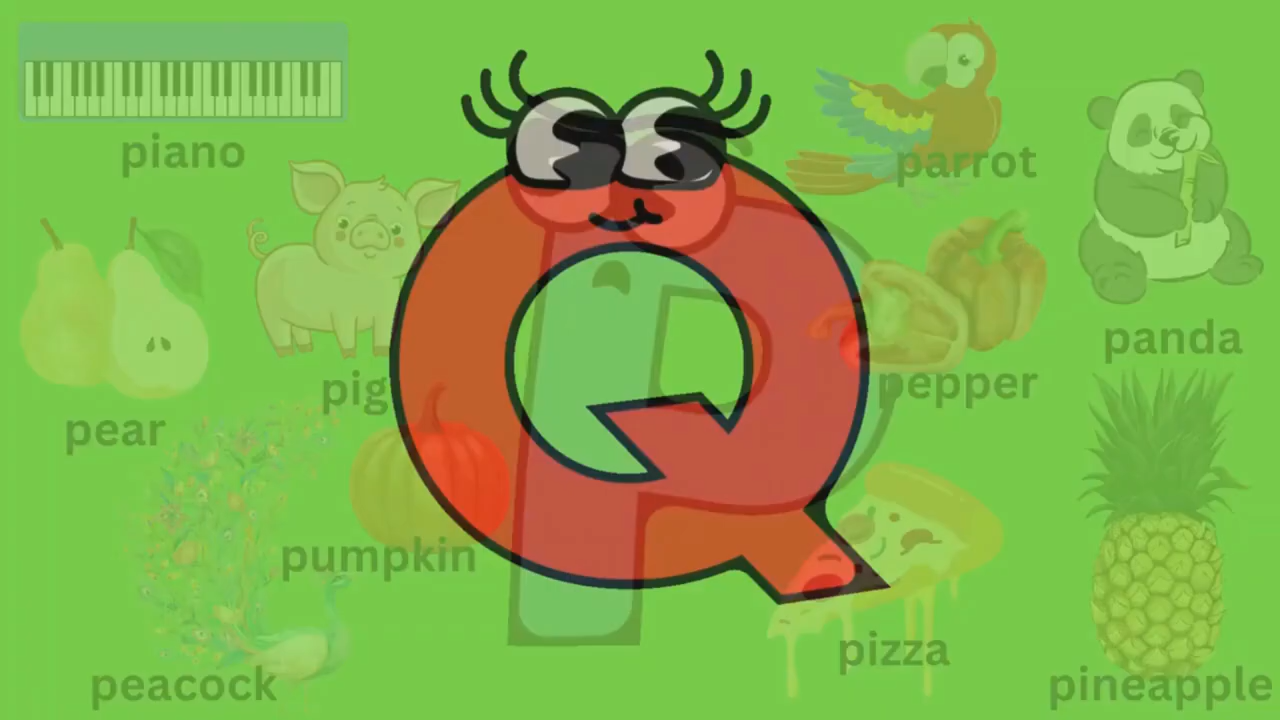 piano
parrot
pig
pear
panda
pepper
pumpkin
peacock
pizza
pineapple
Q
P